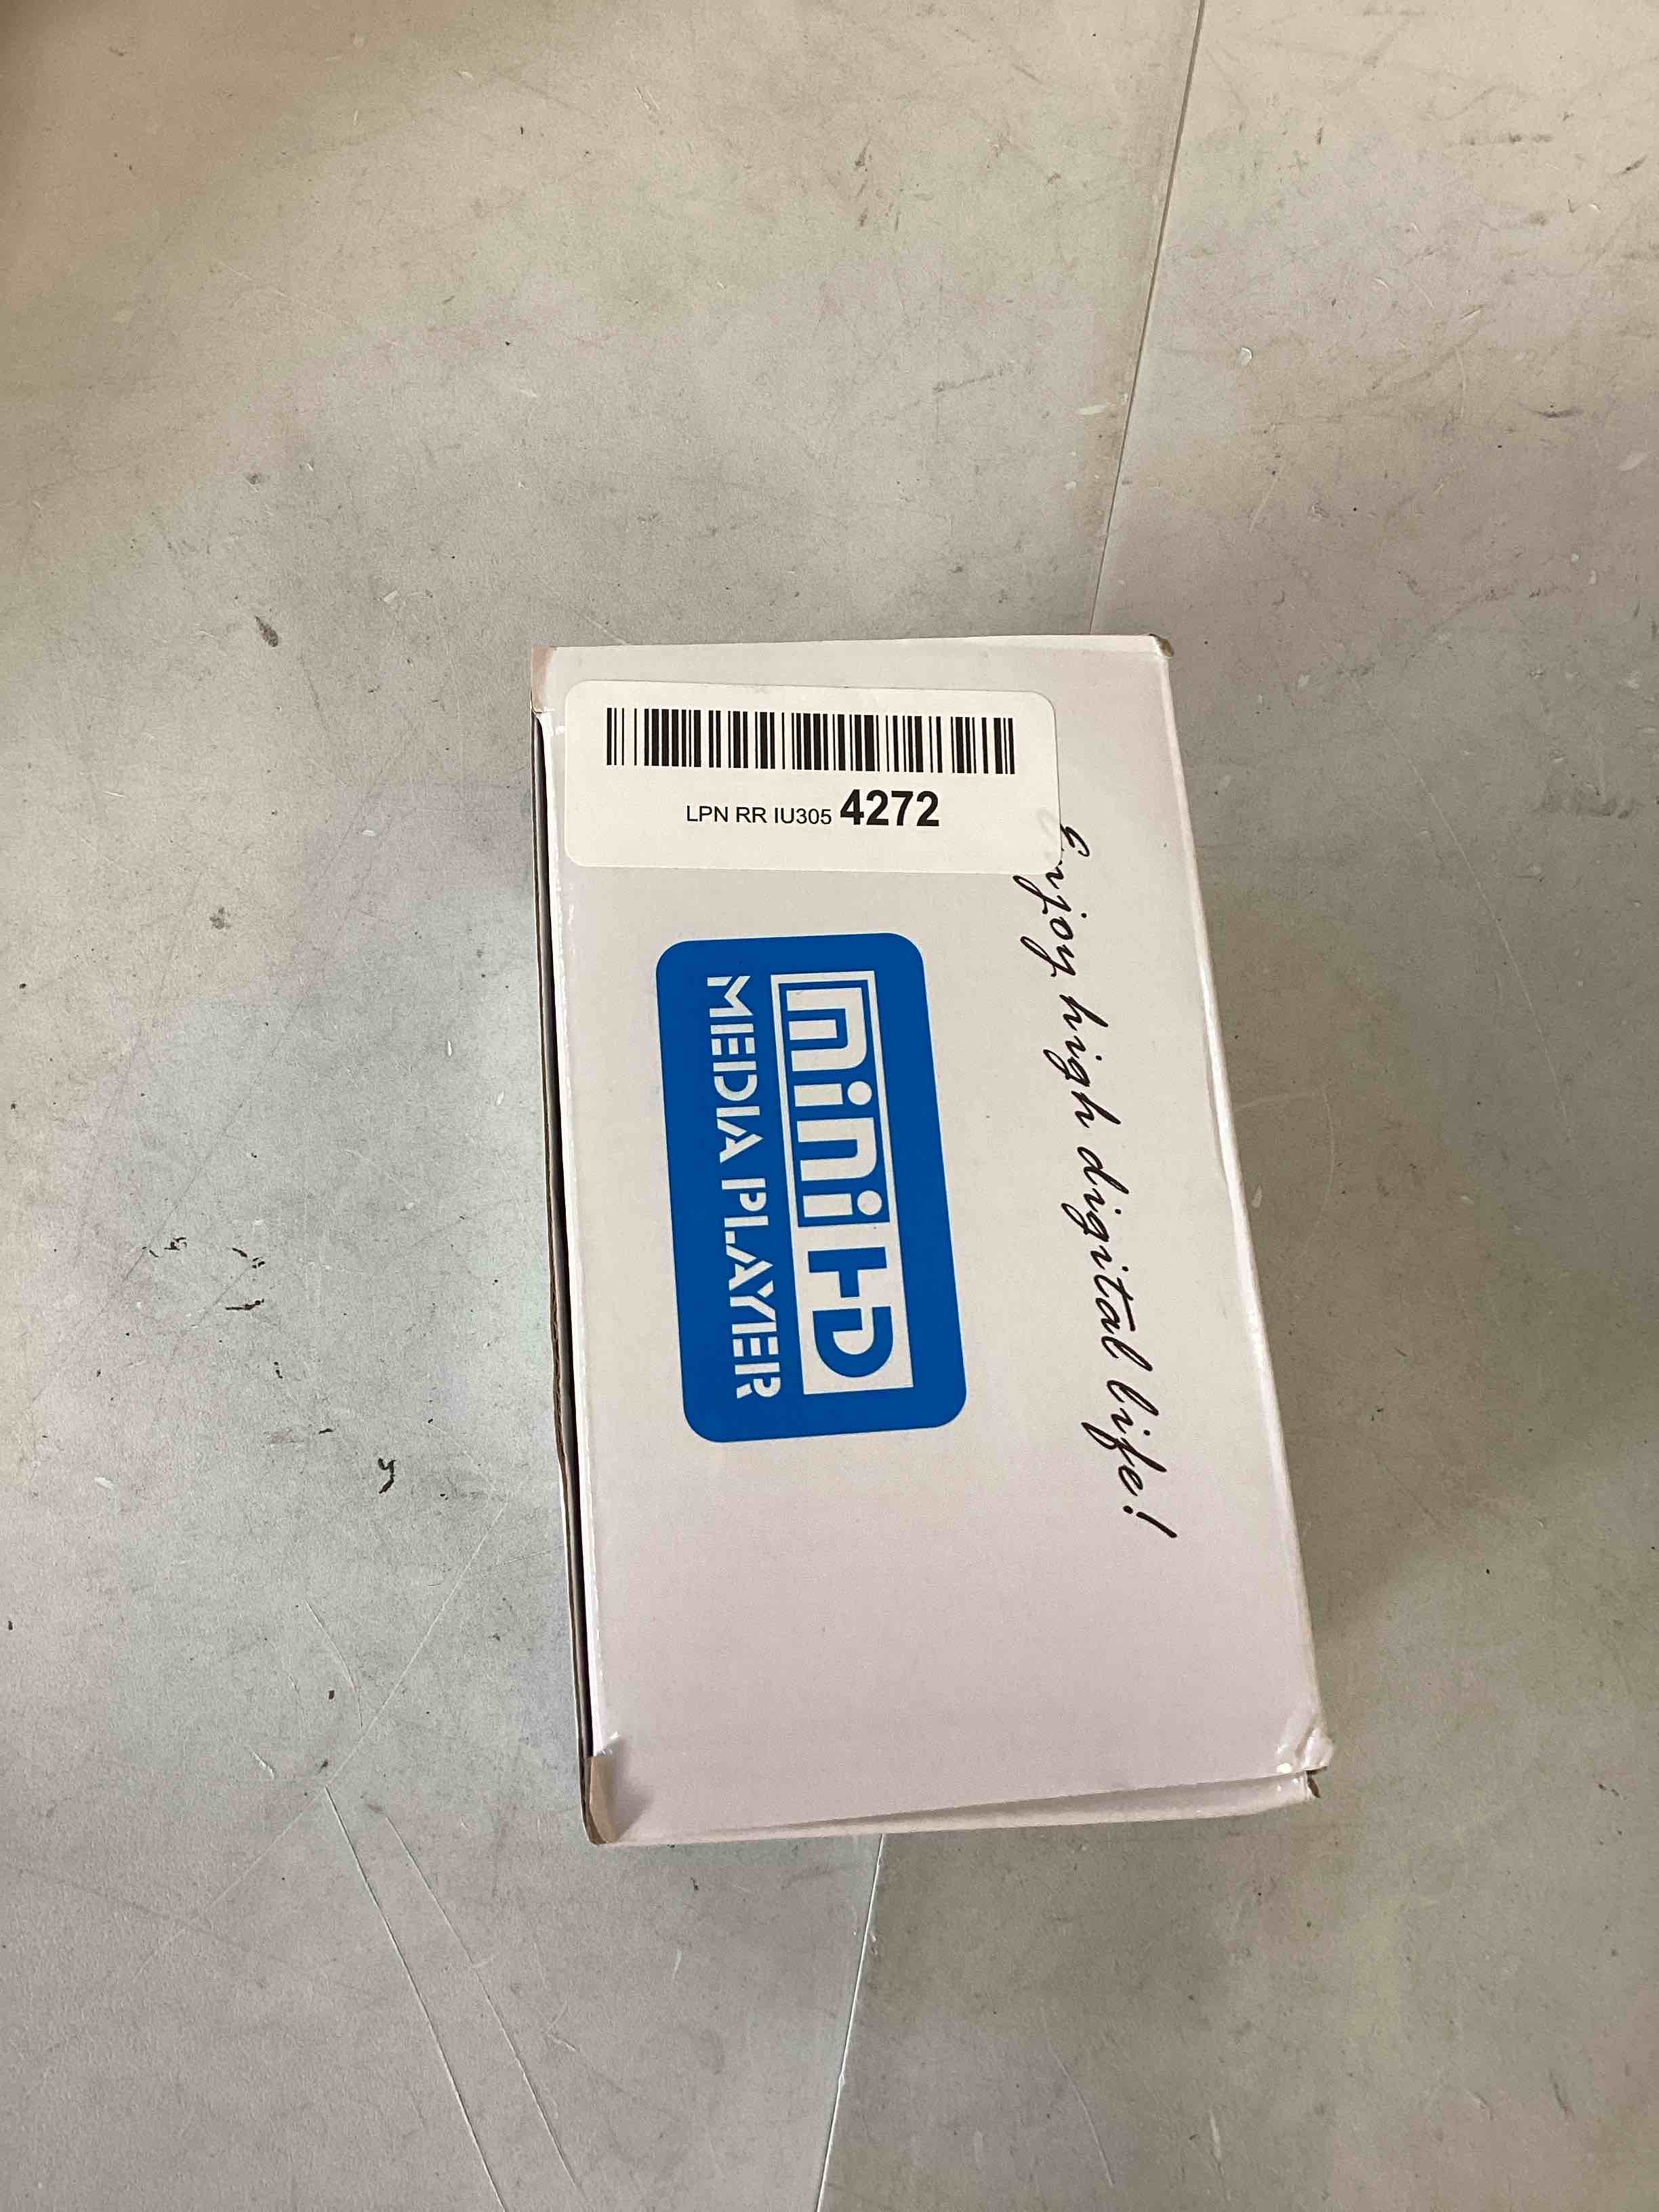 LPN RR IU305 4272
Enjoy high digital life!
mini HD
MEDIA PLAYER